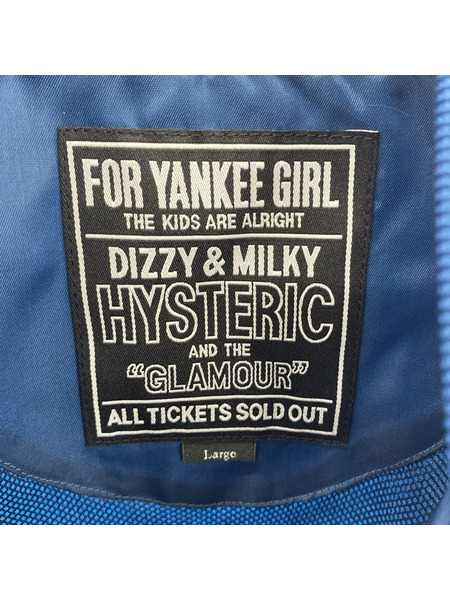 FOR YANKEE GIRL
THE KIDS ARE ALRIGHT
DIZZY & MILKY
HYSTERIC
AND THE
"GLAMOUR"
ALL TICKETS SOLD OUT
Large